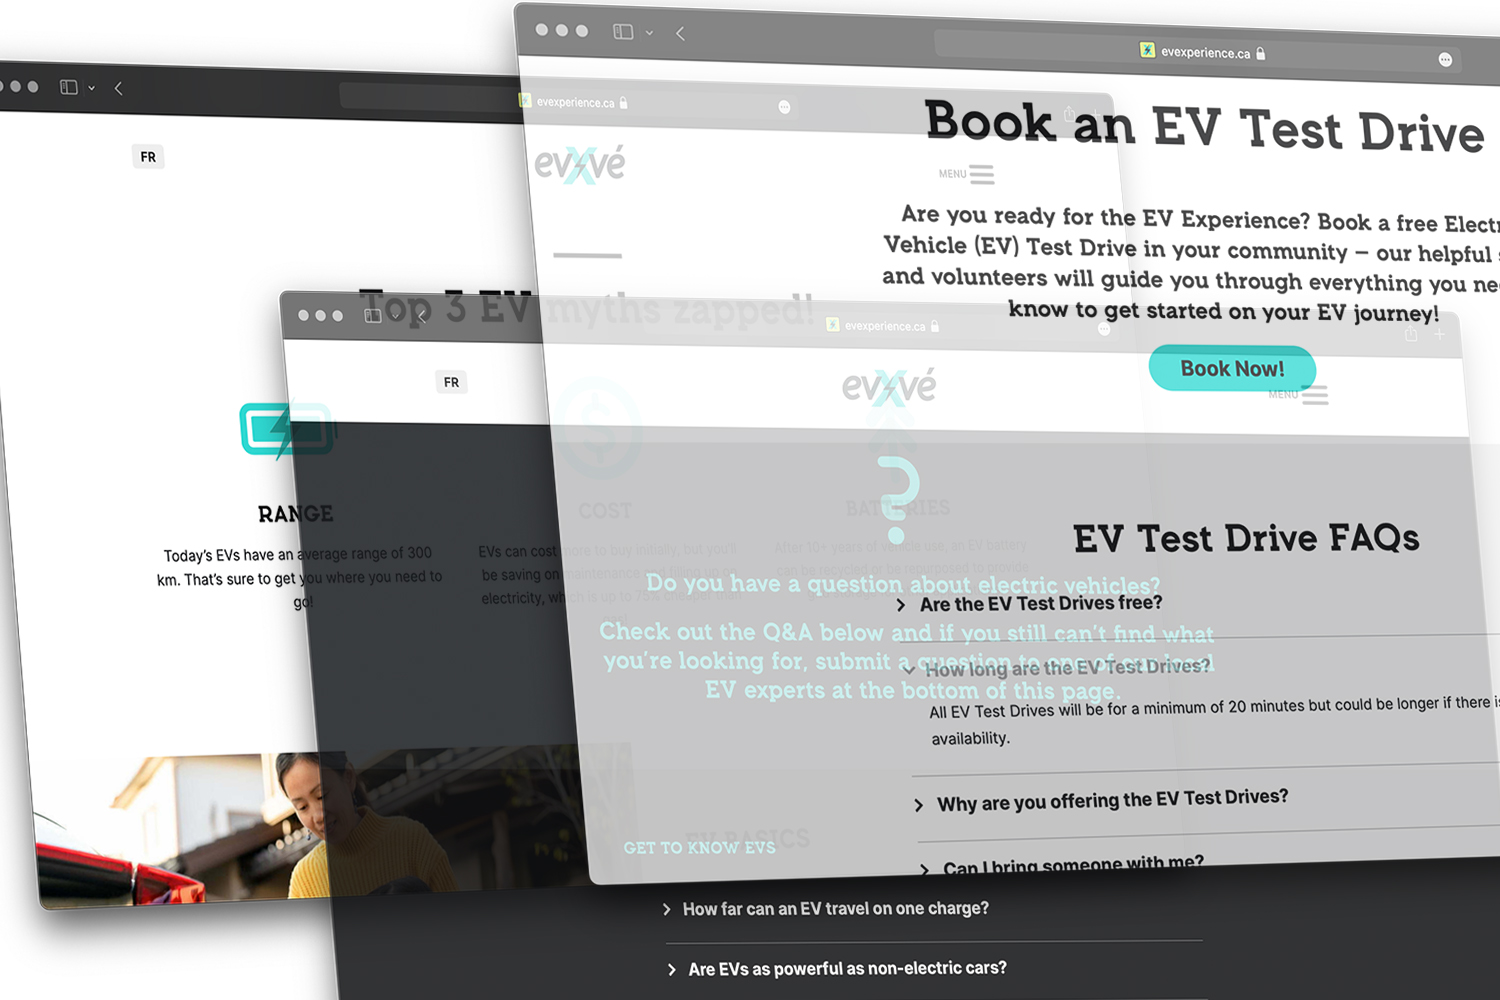 evexperience.ca
Book an EV Test Drive
Are you ready for the EV Experience? Book a free
Vehicle (EV) Test Drive in your community – our helpful
and volunteers will guide you through everything you
know to get started on your EV journey!
Book Now!
EV Test Drive FAQs
Are the EV Test Drives free?
How long are the EV Test Drives?
All EV Test Drives will be for a minimum of 20 minutes but could be longer if there
availability.
Why are you offering the EV Test Drives?
Can I bring someone with me?
evexperience.ca
FR
evXvé
MENU
Top 3 EV myths zapped!
RANGE
Today's EVs have an average range of 300
km. That's sure to get you where you need to
go!
COST
EVs can cost more to buy initially, but you'll
be saving on maintenance and
electricity, which is up to 75% cheaper than
BATTERIES
After 10+ years of vehicle use, an EV battery
can be recycled or be repurposed to provide
EV BASICS
evexperience.ca
FR
evXvé
MENU
?
Do you have a question about electric vehicles?
Check out the Q&A below and if you still can't find what
you're looking for, submit a question to one of our local
EV experts at the bottom of this page.
GET TO KNOW EVS
How far can an EV travel on one charge?
Are EVs as powerful as non-electric cars?